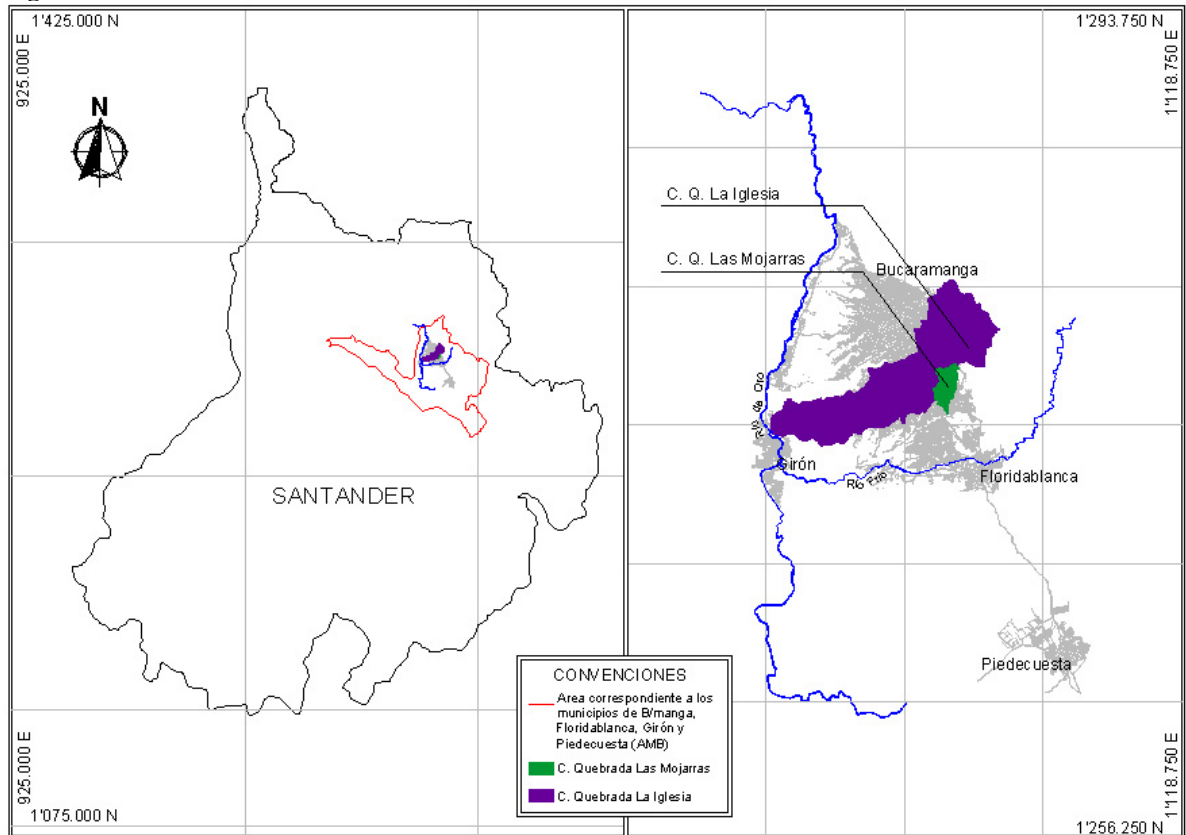 1'425.000 N
925.000 E
N
SANTANDER
925.000 E
1'075.000 N
1'293.750 N
1'118.750 E
C. Q. La Iglesia
C. Q. Las Mojarras
Bucaramanga
Río de Oro
Girón
Río Frío
Floridablanca
Piedecuesta
1'118.750 E
1'256.250 N
CONVENCIONES
Area correspondiente a los
municipios de B/manga,
Floridablanca, Girón y
Piedecuesta (AMB)
C. Quebrada Las Mojarras
C. Quebrada La Iglesia